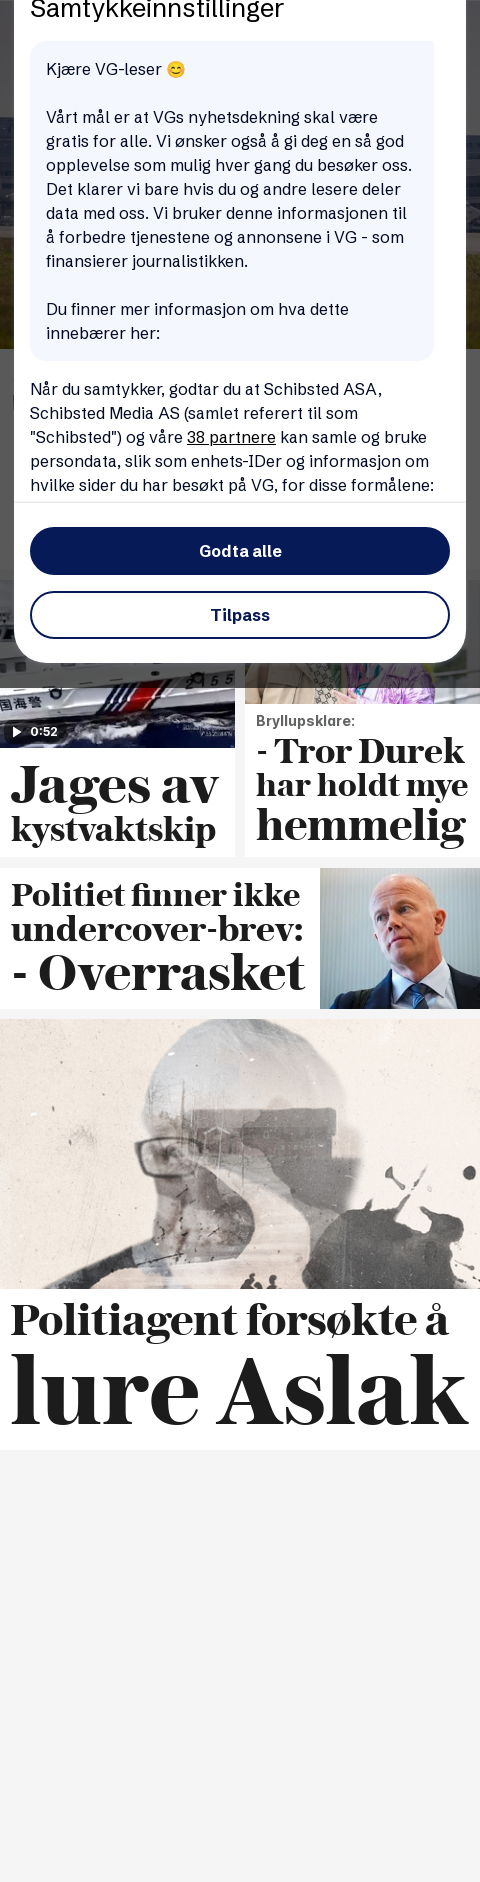 Samtykkeinnstillinger
Kjære VG-leser 😊
Vårt mål er at VGs nyhetsdekning skal være
gratis for alle. Vi ønsker også å gi deg en så god
opplevelse som mulig hver gang du besøker oss.
Det klarer vi bare hvis du og andre lesere deler
data med oss. Vi bruker denne informasjonen til
å forbedre tjenestene og annonsene i VG - som
finansierer journalistikken.
Du finner mer informasjon om hva dette
innebærer her:
Når du samtykker, godtar du at Schibsted ASA,
Schibsted Media AS (samlet referert til som
"Schibsted") og våre 38 partnere kan samle og bruke
persondata, slik som enhets-IDer og informasjon om
hvilke sider du har besøkt på VG, for disse formålene:
Godta alle
Tilpass
2155
国海警
0:52
Jages av
kystvaktskip
Bryllupsklare:
- Tror Durek
har holdt mye
hemmelig
Politiet finner ikke
undercover-brev:
- Overrasket
Politiagent forsøkte å
lure Aslak